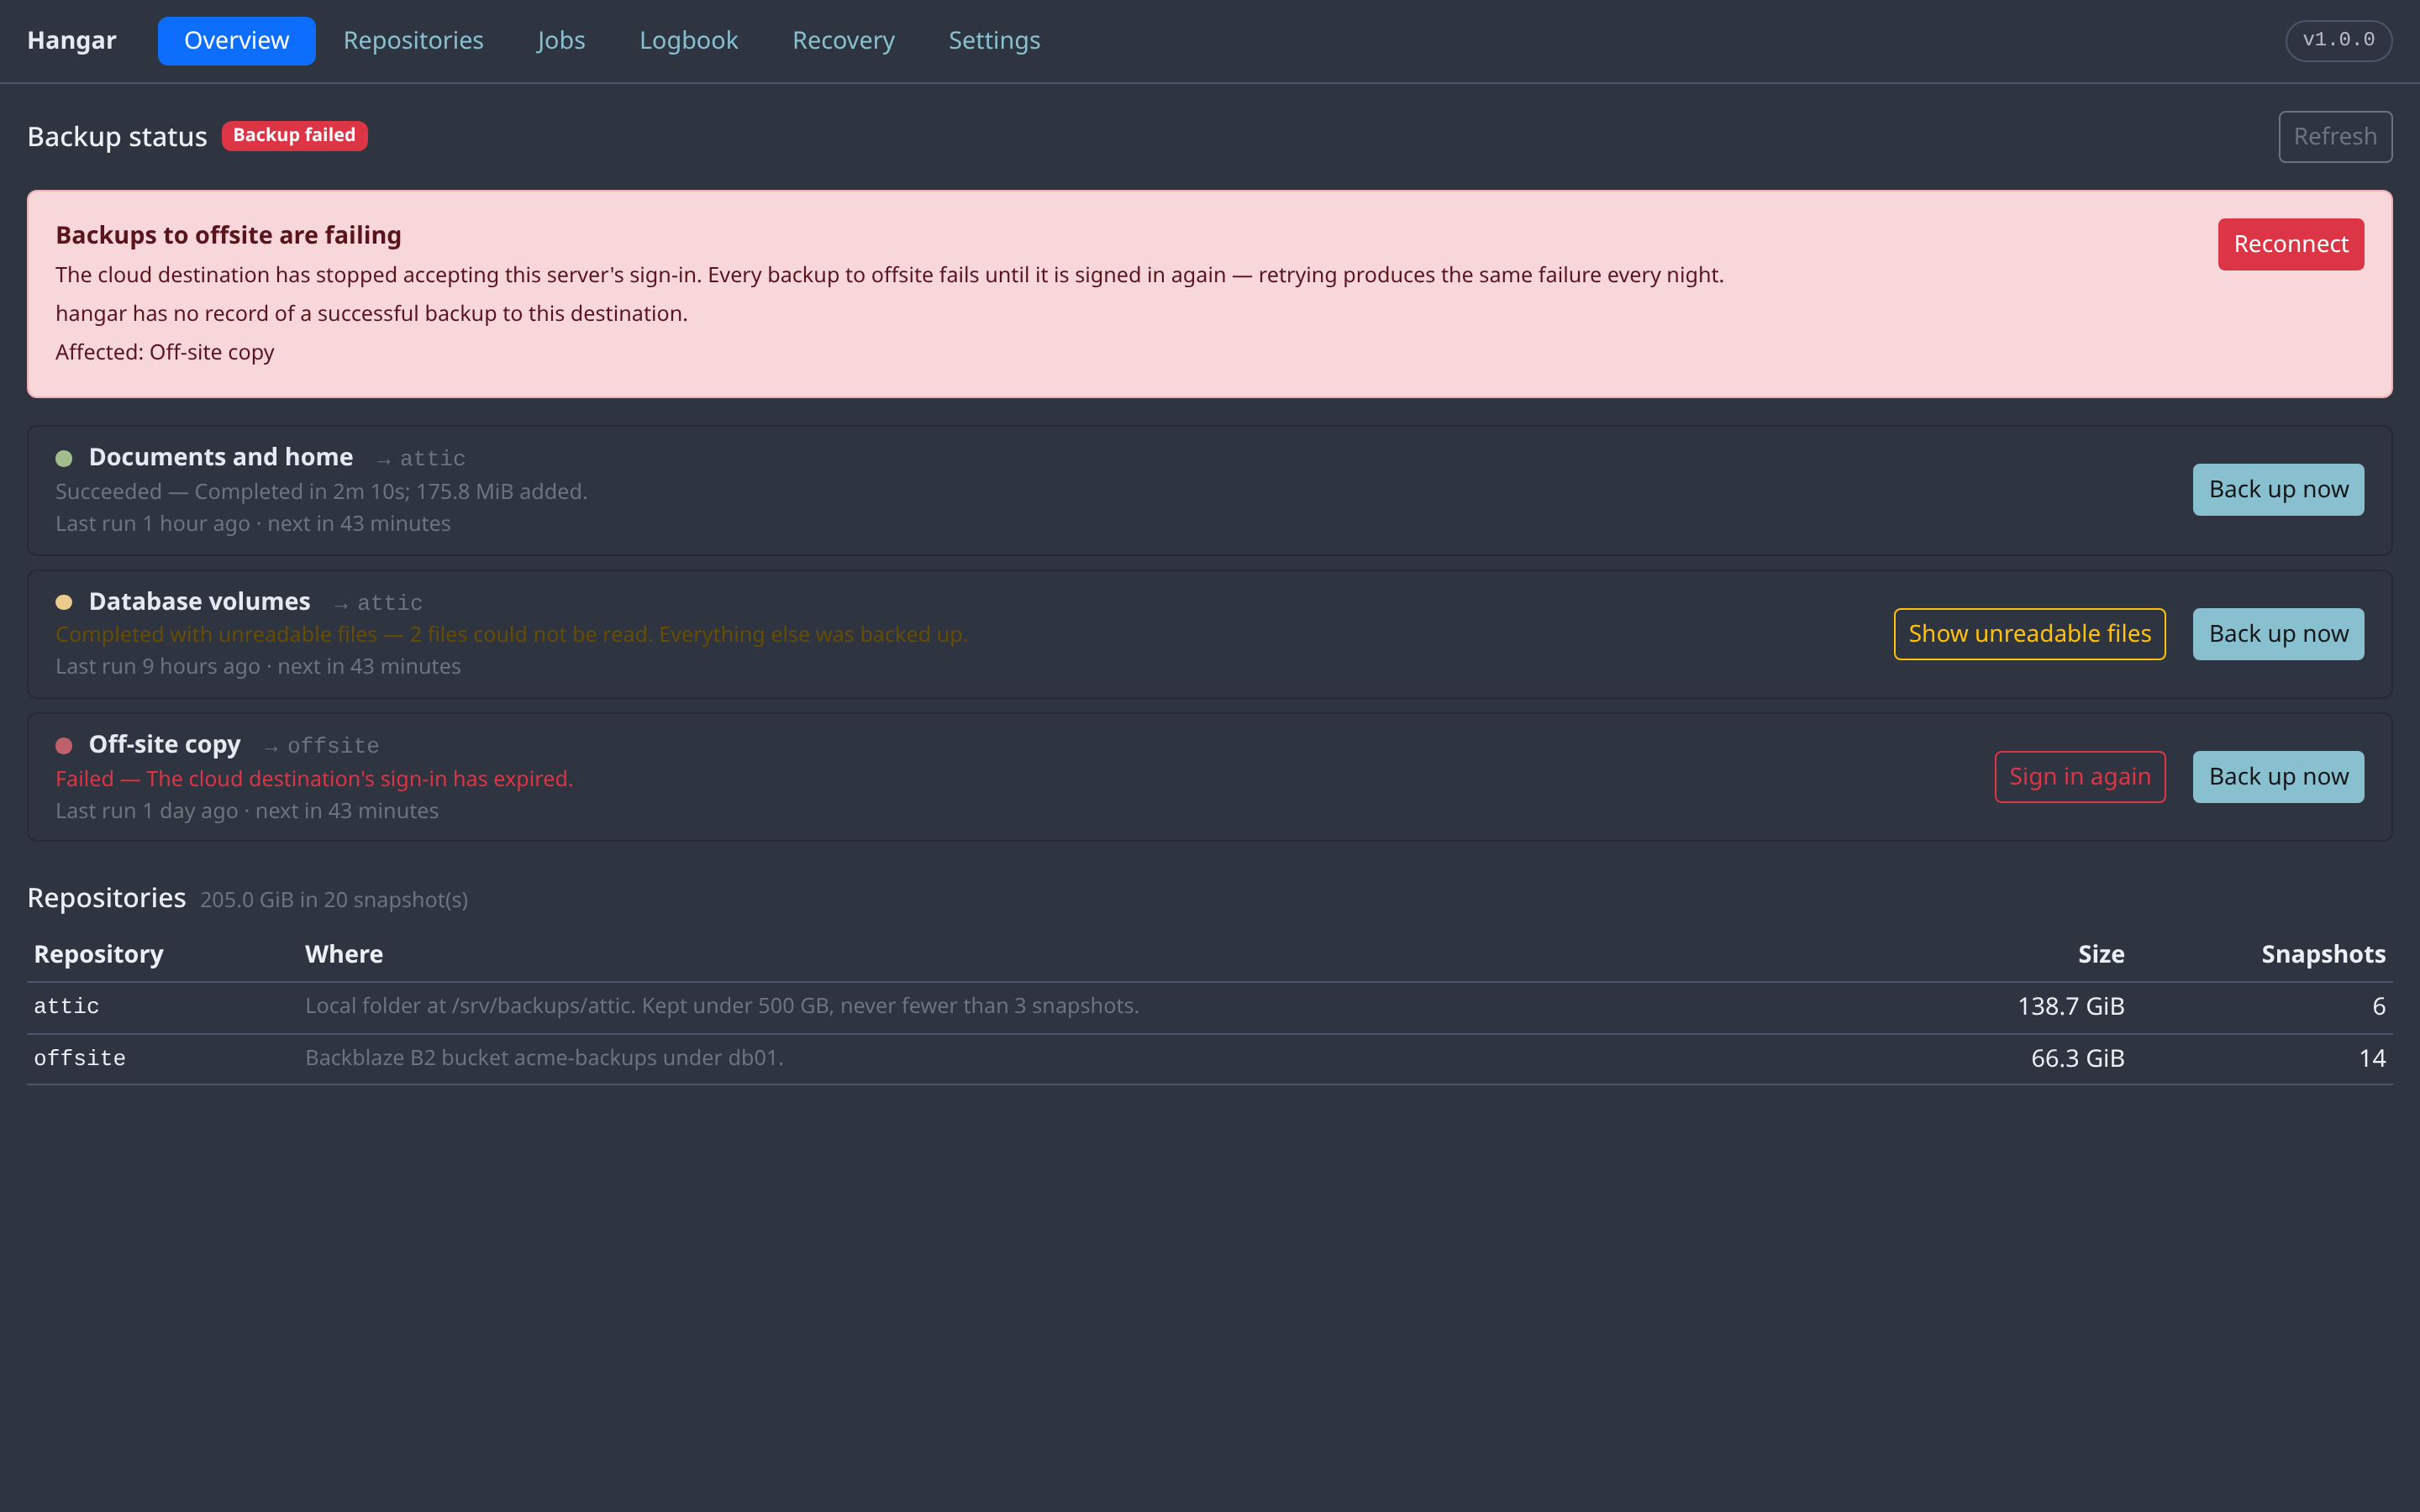 Hangar Overview Repositories Jobs Logbook Recovery Settings v1.0.0
Backup status Backup failed Refresh
Backups to offsite are failing Reconnect
The cloud destination has stopped accepting this server's sign-in. Every backup to offsite fails until it is signed in again — retrying produces the same failure every night.
hangar has no record of a successful backup to this destination.
Affected: Off-site copy
Documents and home → attic
Succeeded — Completed in 2m 10s; 175.8 MiB added. Back up now
Last run 1 hour ago · next in 43 minutes
Database volumes → attic
Completed with unreadable files — 2 files could not be read. Everything else was backed up. Show unreadable files Back up now
Last run 9 hours ago · next in 43 minutes
Off-site copy → offsite
Failed — The cloud destination's sign-in has expired. Sign in again Back up now
Last run 1 day ago · next in 43 minutes
Repositories 205.0 GiB in 20 snapshot(s)
Repository Where Size Snapshots
attic Local folder at /srv/backups/attic. Kept under 500 GB, never fewer than 3 snapshots. 138.7 GiB 6
offsite Backblaze B2 bucket acme-backups under db01. 66.3 GiB 14